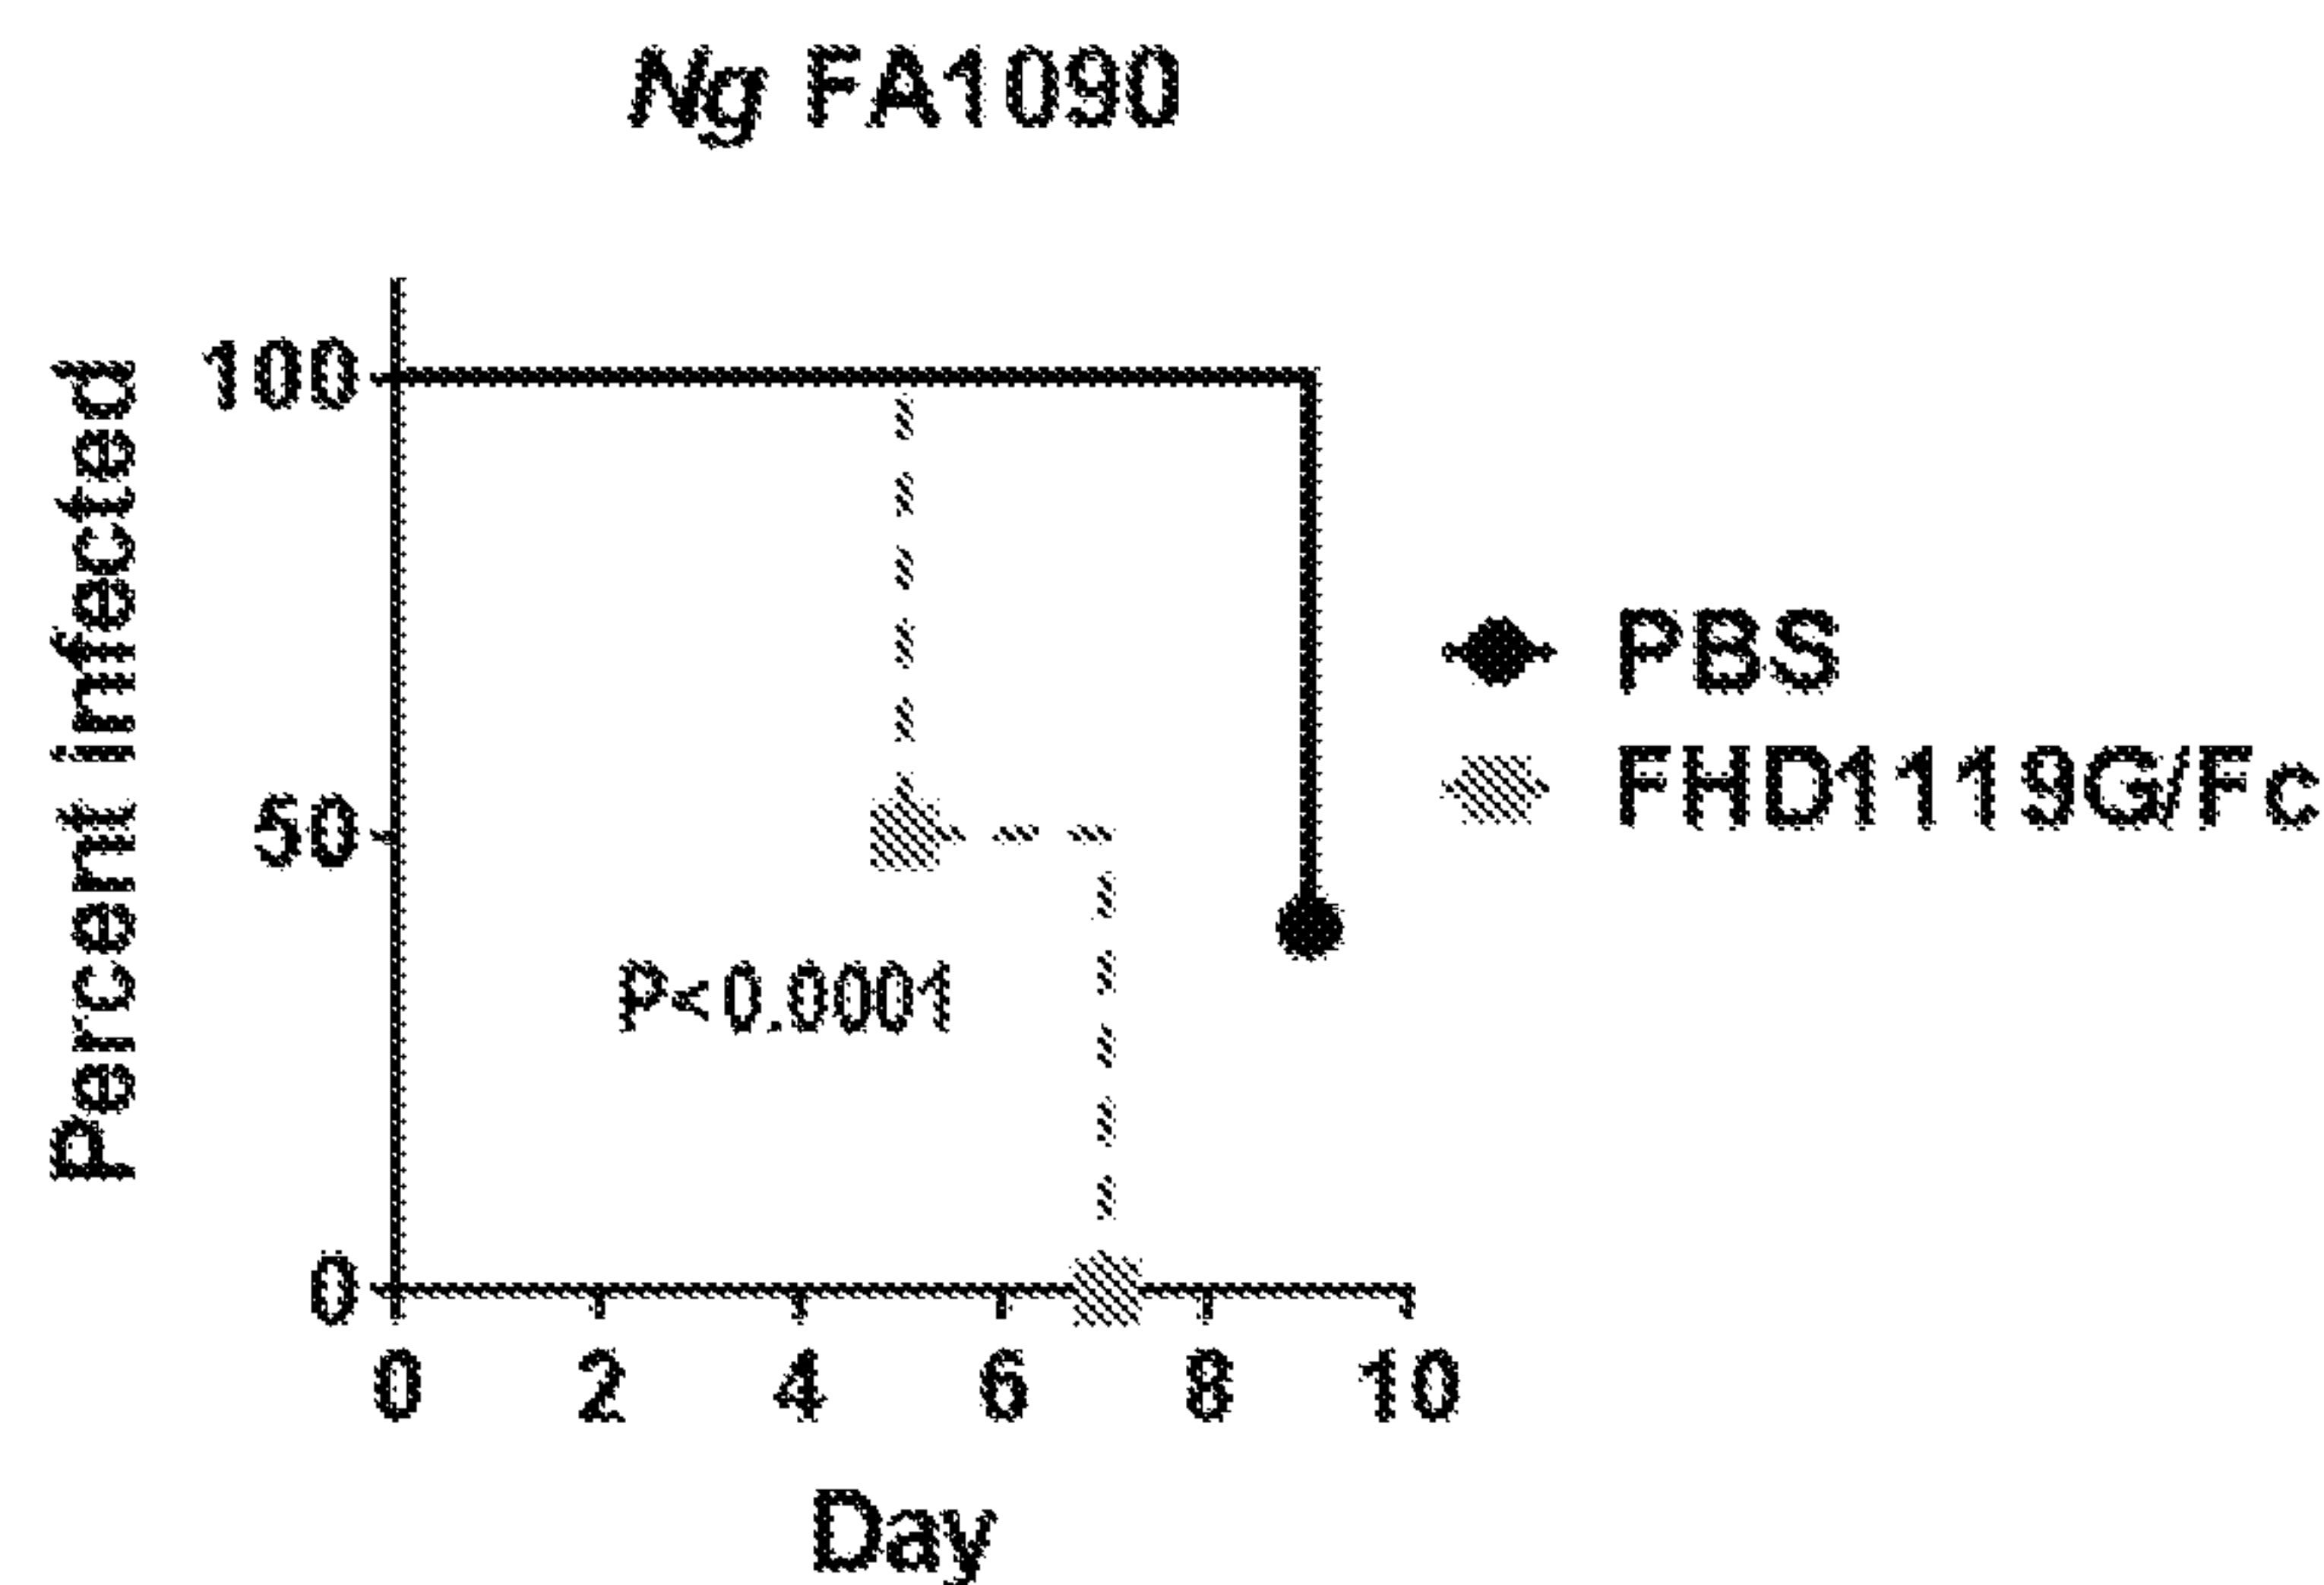 Ng FA1090
Percent infected
100
50
0
P<0.0001
PBS
FHD1119G/Fc
0 2 4 6 8 10
Day